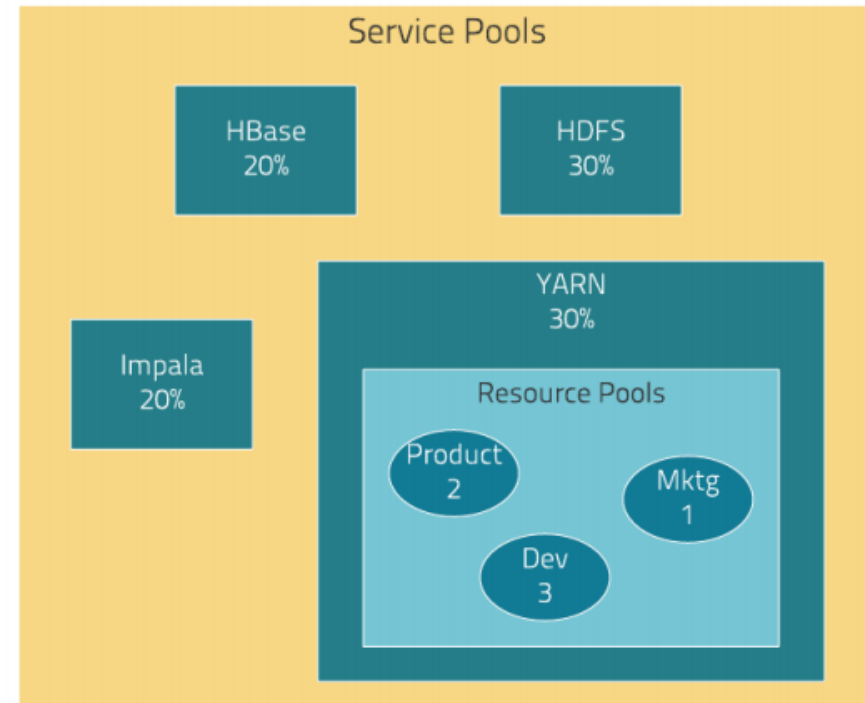 Service Pools
HBase
20%
HDFS
30%
YARN
30%
Impala
20%
Resource Pools
Product
2
Mktg
1
Dev
3